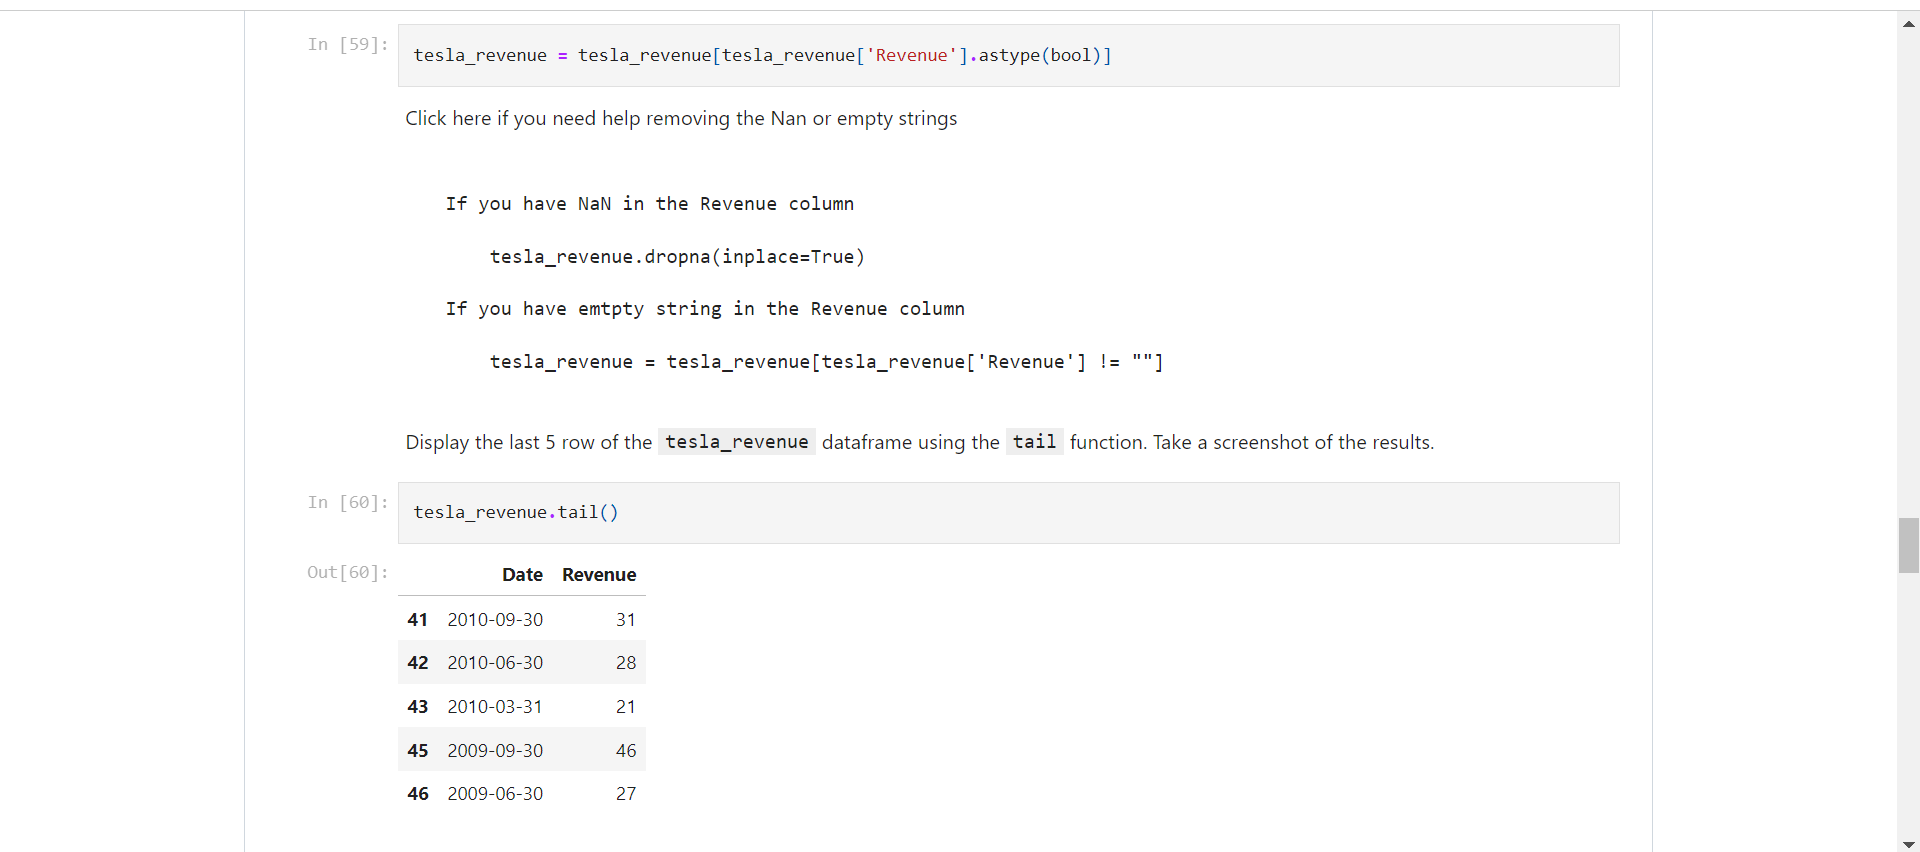 In [59]:
tesla_revenue = tesla_revenue[tesla_revenue['Revenue'].astype(bool)]
Click here if you need help removing the Nan or empty strings
If you have NaN in the Revenue column
tesla_revenue.dropna(inplace=True)
If you have emtpty string in the Revenue column
tesla_revenue = tesla_revenue[tesla_revenue['Revenue'] != ""]
Display the last 5 row of the tesla_revenue dataframe using the tail function. Take a screenshot of the results.
In [60]:
tesla_revenue.tail()
Out[60]:
Date Revenue
41 2010-09-30 31
42 2010-06-30 28
43 2010-03-31 21
45 2009-09-30 46
46 2009-06-30 27